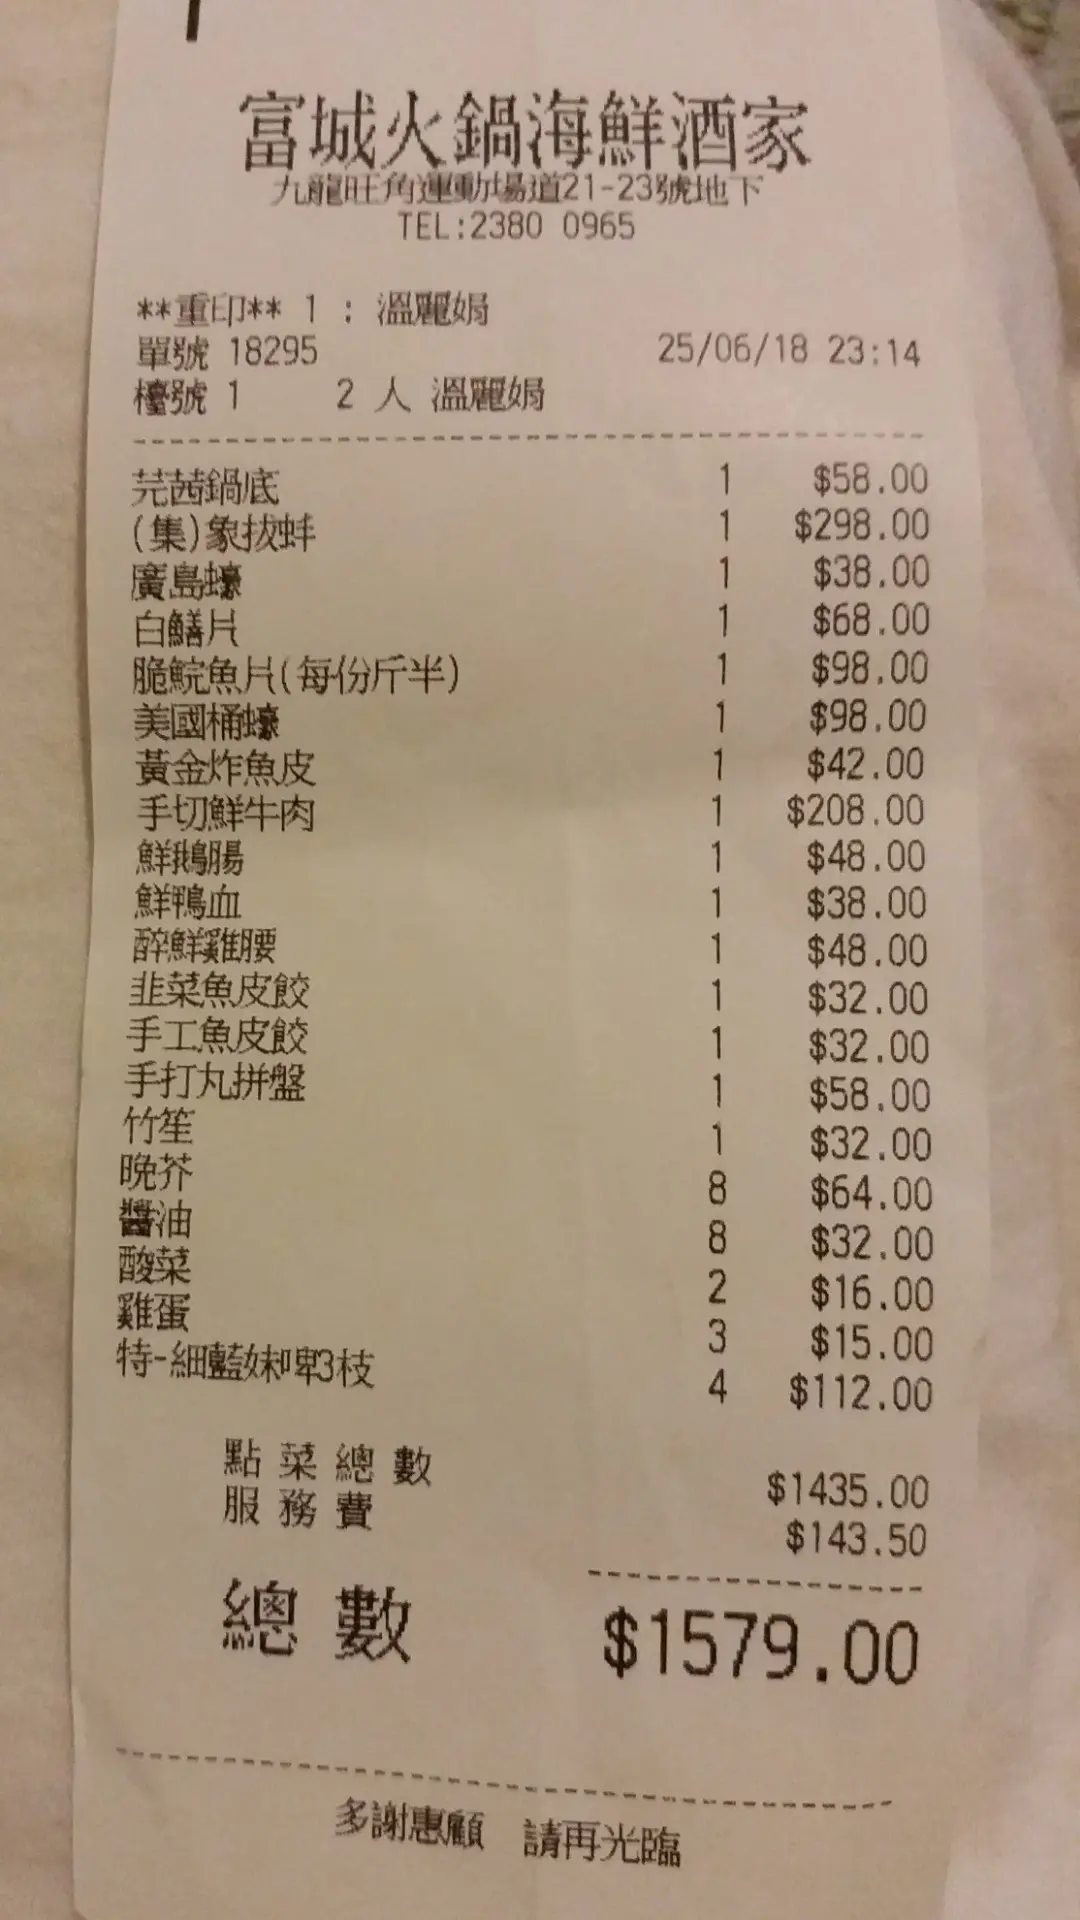 富城火鍋海鮮酒家
九龍旺角運動場道21-23號地下
TEL:2380 0965
**重印** 1 : 溫麗娟
單號 18295 25/06/18 23:14
檯號 1 2 人 溫麗娟
芫茜鍋底 1 $58.00
(集)象拔蚌 1 $298.00
廣島蠔 1 $38.00
白鱔片 1 $68.00
脆鯇魚片(每份斤半) 1 $98.00
美國桶蠔 1 $98.00
黃金炸魚皮 1 $42.00
手切鮮牛肉 1 $208.00
鮮鵝腸 1 $48.00
鮮鴨血 1 $38.00
醉鮮雞腰 1 $48.00
韭菜魚皮餃 1 $32.00
手工魚皮餃 1 $32.00
手打丸拼盤 1 $58.00
竹笙 1 $32.00
晚芥 8 $64.00
醬油 8 $32.00
酸菜 2 $16.00
雞蛋 3 $15.00
特-細藍妹啤3枝 4 $112.00
點菜總數 $1435.00
服務費 $143.50
總數 $1579.00
多謝惠顧 請再光臨